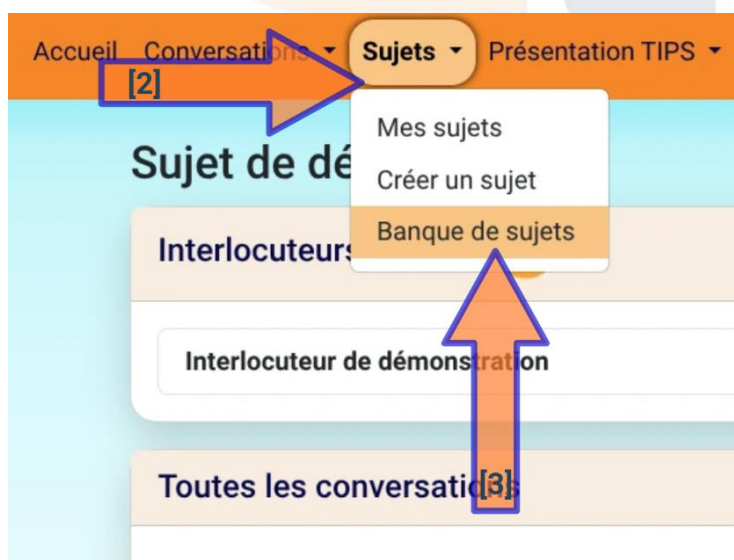 Accueil Conversations Sujets Présentation TIPS
[2]
Mes sujets
Sujet de dé
Créer un sujet
Banque de sujets
Interlocuteurs
Interlocuteur de démonstration
Toutes les conversations
[3]